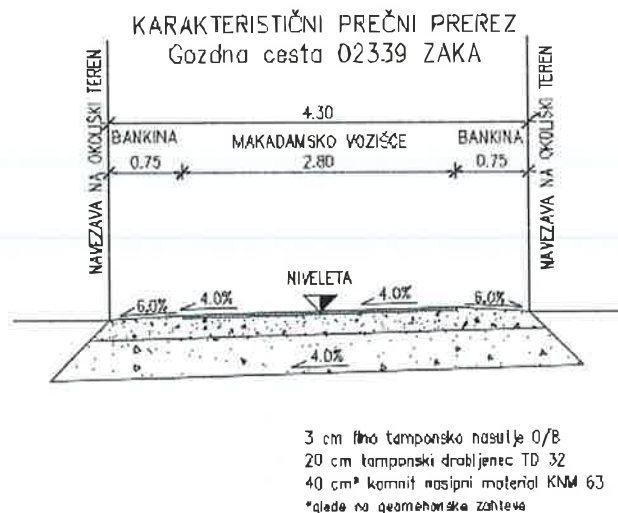 KARAKTERISTIČNI PREČNI PREREZ
Gozdna cesta 02339 ZAKA
NAVEZAVA NA OKOLIŠKI TEREN
NAVEZAVA NA OKOLIŠKI TEREN
4.30
BANKINA MAKADAMSKO VOZIŠČE BANKINA
0.75 2.80 0.75
NIVELETA
6.0% 4.0% 4.0% 6.0%
4.0%
3 cm fino tamponsko nasutje 0/8
20 cm tamponski drobljenec TD 32
40 cm* kamnit nasipni material KNM 63
*glede na geomehanske zahteve